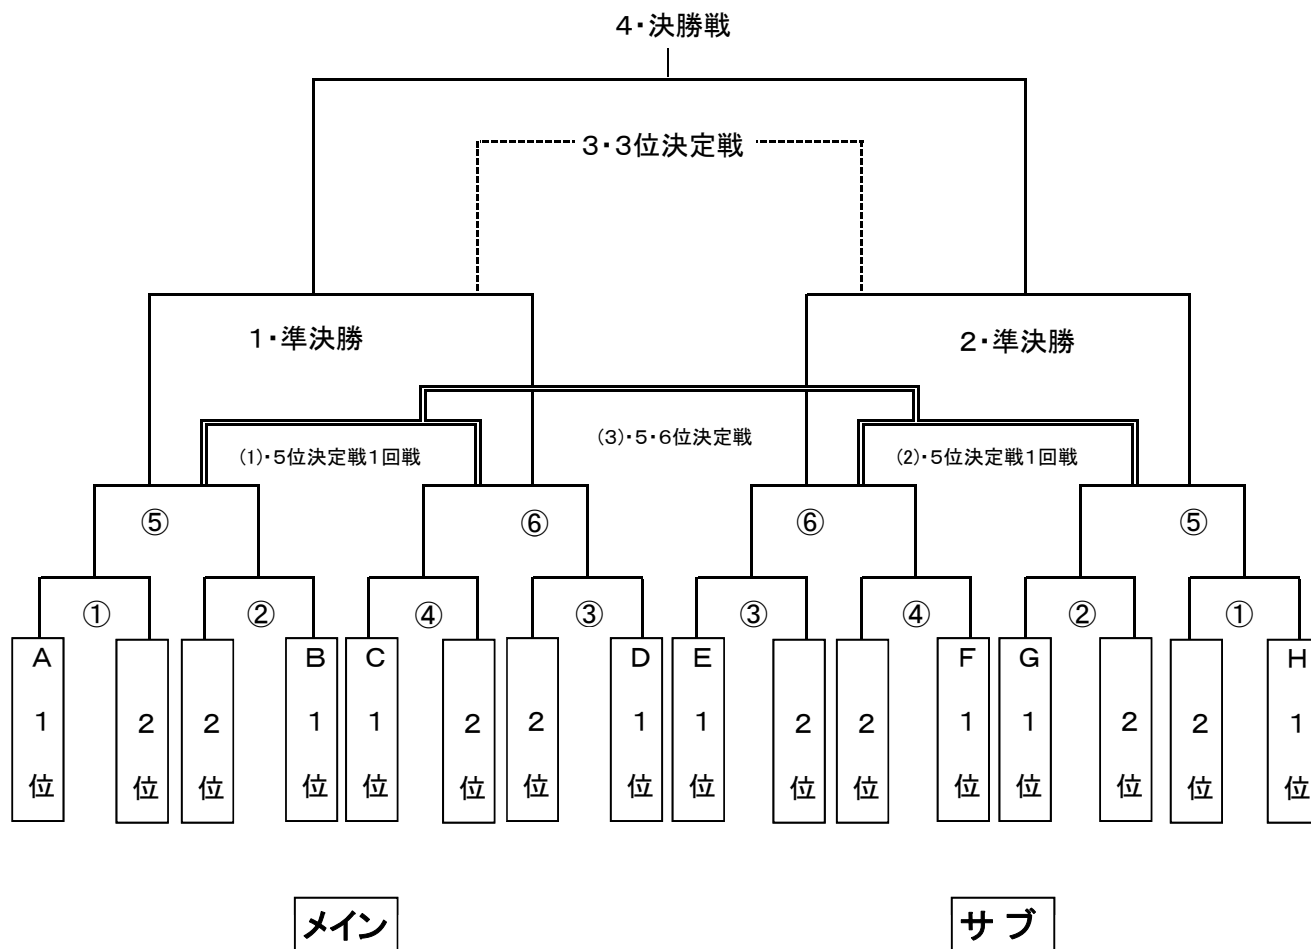 4・決勝戦
3・3位決定戦
1・準決勝
2・準決勝
(3)・5・6位決定戦
(1)・5位決定戦1回戦
(2)・5位決定戦1回戦
⑤ ⑥ ⑥ ⑤
① ② ④ ③ ③ ④ ② ①
A B C D E F G H
1 2 2 1 1 2 2 1 1 2 2 1 1 2 2 1
位 位 位 位 位 位 位 位 位 位 位 位 位 位 位 位
メイン サブ